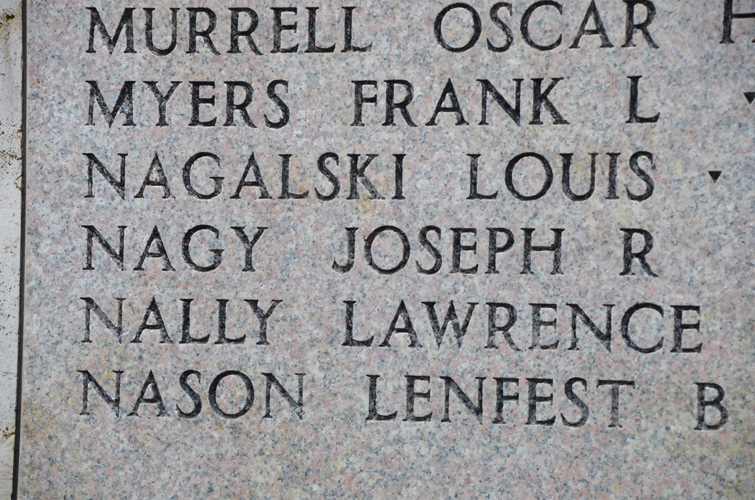 MURRELL OSCAR H
MYERS FRANK L
NAGALSKI LOUIS
NAGY JOSEPH R
NALLY LAWRENCE
NASON LENFEST B